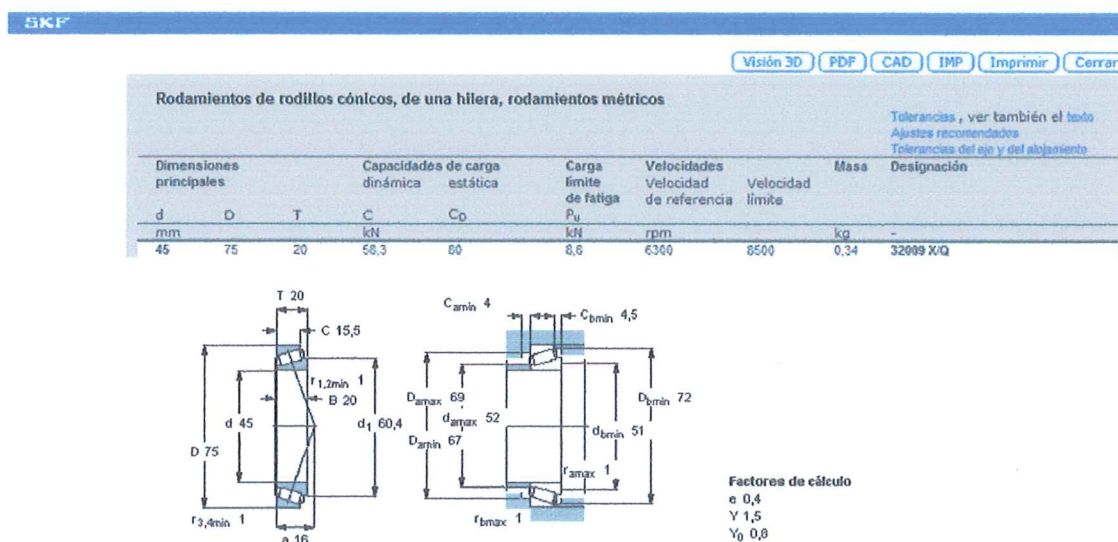 SKF
Visión 3D PDF CAD IMP Imprimir Cerrar
Rodamientos de rodillos cónicos, de una hilera, rodamientos métricos
Tolerancias , ver también el texto
Ajustes recomendados
Tolerancias del eje y del alojamiento
Dimensiones principales Capacidades de carga dinámica estática Carga límite de fatiga Velocidades Velocidad de referencia Velocidad límite Masa Designación
d D T C C0 Pu
mm kN kN rpm kg -
45 75 20 58,3 80 8,8 6300 8500 0,34 32009 X/Q
T 20
C 15,5
r1,2min 1
B 20
d 45
d1 60,4
D 75
r3,4min 1
a 16
Camin 4
Cbmin 4,5
Damax 69
damax 52
Damin 67
Dbmin 72
dbmin 51
ramax 1
rbmax 1
Factores de cálculo
e 0,4
Y 1,5
Y0 0,8